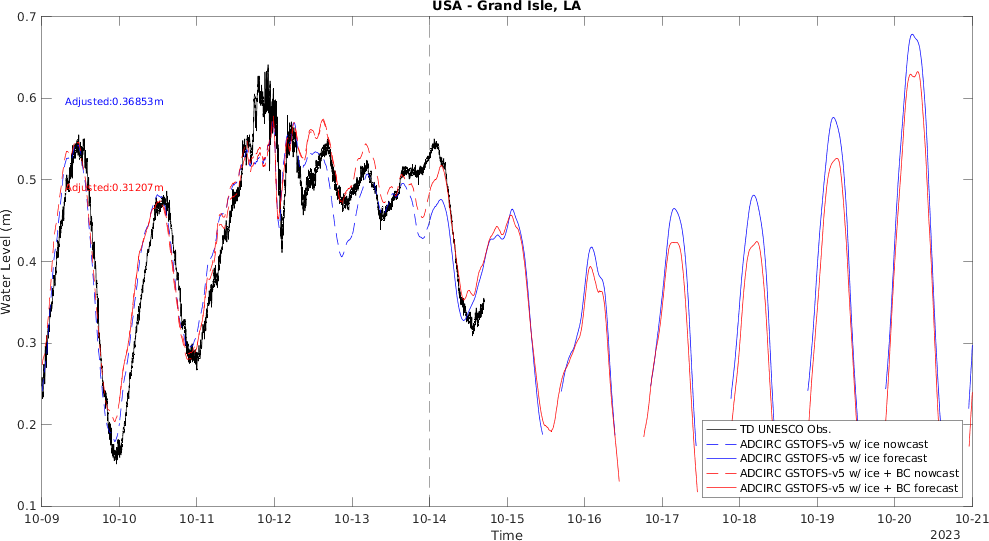 USA - Grand Isle, LA
0.7
0.6
0.5
0.4
0.3
0.2
0.1
Water Level (m)
Adjusted:0.36853m
Adjusted:0.31207m
TD UNESCO Obs.
ADCIRC GSTOFS-v5 w/ ice nowcast
ADCIRC GSTOFS-v5 w/ ice forecast
ADCIRC GSTOFS-v5 w/ ice + BC nowcast
ADCIRC GSTOFS-v5 w/ ice + BC forecast
10-09 10-10 10-11 10-12 10-13 10-14 10-15 10-16 10-17 10-18 10-19 10-20 10-21
Time
2023